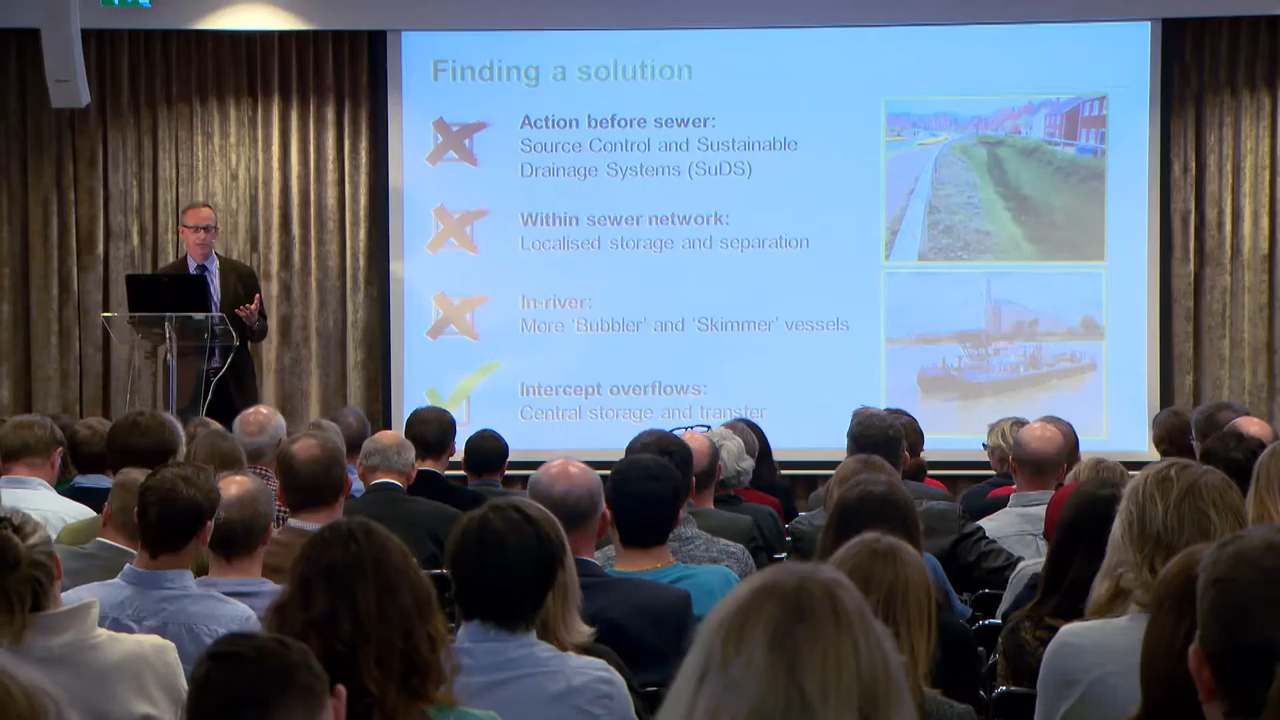 Finding a solution
Action before sewer:
Source Control and Sustainable
Drainage Systems (SuDS)
Within sewer network:
Localised storage and separation
In-river:
More ‘Bubbler’ and ‘Skimmer’ vessels
Intercept overflows:
Central storage and transfer